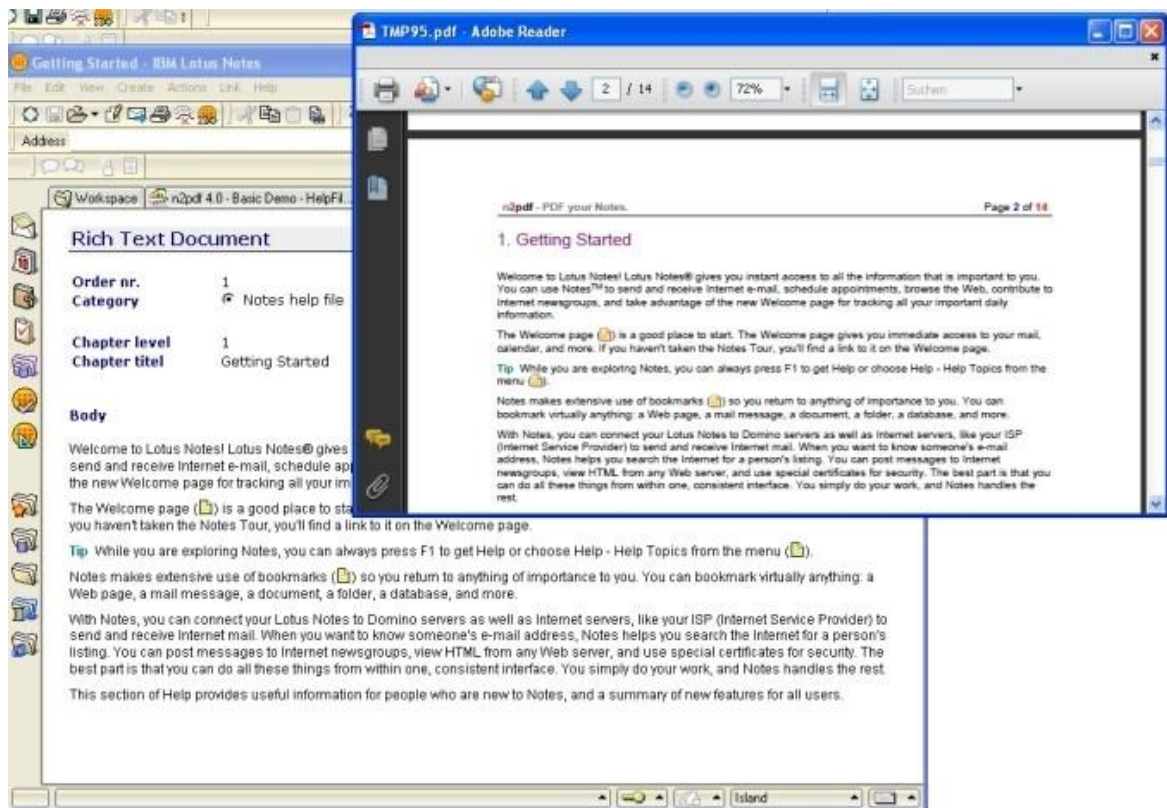 TMP95.pdf - Adobe Reader
2 / 14
72%
Suchen
n2pdf - PDF your Notes.
Page 2 of 14
1. Getting Started
Welcome to Lotus Notes! Lotus Notes® gives you instant access to all the information that is important to you.
You can use Notes™ to send and receive Internet e-mail, schedule appointments, browse the Web, contribute to
Internet newsgroups, and take advantage of the new Welcome page for tracking all your important daily
information.
The Welcome page () is a good place to start. The Welcome page gives you immediate access to your mail,
calendar, and more. If you haven't taken the Notes Tour, you'll find a link to it on the Welcome page.
Tip While you are exploring Notes, you can always press F1 to get Help or choose Help - Help Topics from the
menu ().
Notes makes extensive use of bookmarks () so you return to anything of importance to you. You can
bookmark virtually anything: a Web page, a mail message, a document, a folder, a database, and more.
With Notes, you can connect your Lotus Notes to Domino servers as well as Internet servers, like your ISP
(Internet Service Provider) to send and receive Internet mail. When you want to know someone's e-mail
address, Notes helps you search the Internet for a person's listing. You can post messages to Internet
newsgroups, view HTML from any Web server, and use special certificates for security. The best part is that you
can do all these things from within one, consistent interface. You simply do your work, and Notes handles the
rest.
Getting Started - IBM Lotus Notes
File Edit View Create Actions Link Help
Address
Workspace
n2pdf 4.0 - Basic Demo - HelpFil...
Rich Text Document
Order nr. 1
Category Notes help file
Chapter level 1
Chapter titel Getting Started
Body
Welcome to Lotus Notes! Lotus Notes® gives
send and receive Internet e-mail, schedule app
the new Welcome page for tracking all your im
The Welcome page () is a good place to sta
you haven't taken the Notes Tour, you'll find a link to it on the Welcome page.
Tip While you are exploring Notes, you can always press F1 to get Help or choose Help - Help Topics from the menu ().
Notes makes extensive use of bookmarks () so you return to anything of importance to you. You can bookmark virtually anything: a
Web page, a mail message, a document, a folder, a database, and more.
With Notes, you can connect your Lotus Notes to Domino servers as well as Internet servers, like your ISP (Internet Service Provider) to
send and receive Internet mail. When you want to know someone's e-mail address, Notes helps you search the Internet for a person's
listing. You can post messages to Internet newsgroups, view HTML from any Web server, and use special certificates for security. The
best part is that you can do all these things from within one, consistent interface. You simply do your work, and Notes handles the rest.
This section of Help provides useful information for people who are new to Notes, and a summary of new features for all users.
Island